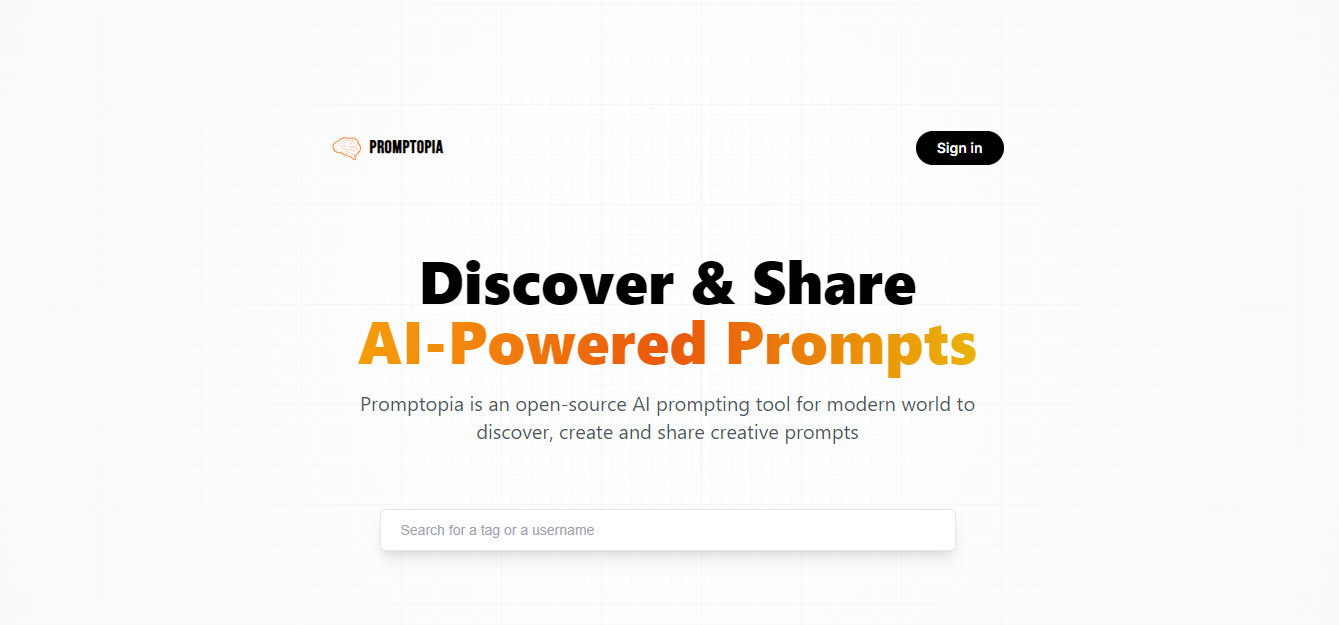 PROMPTOPIA
Sign in
Discover & Share
AI-Powered Prompts
Promptopia is an open-source AI prompting tool for modern world to
discover, create and share creative prompts
Search for a tag or a username